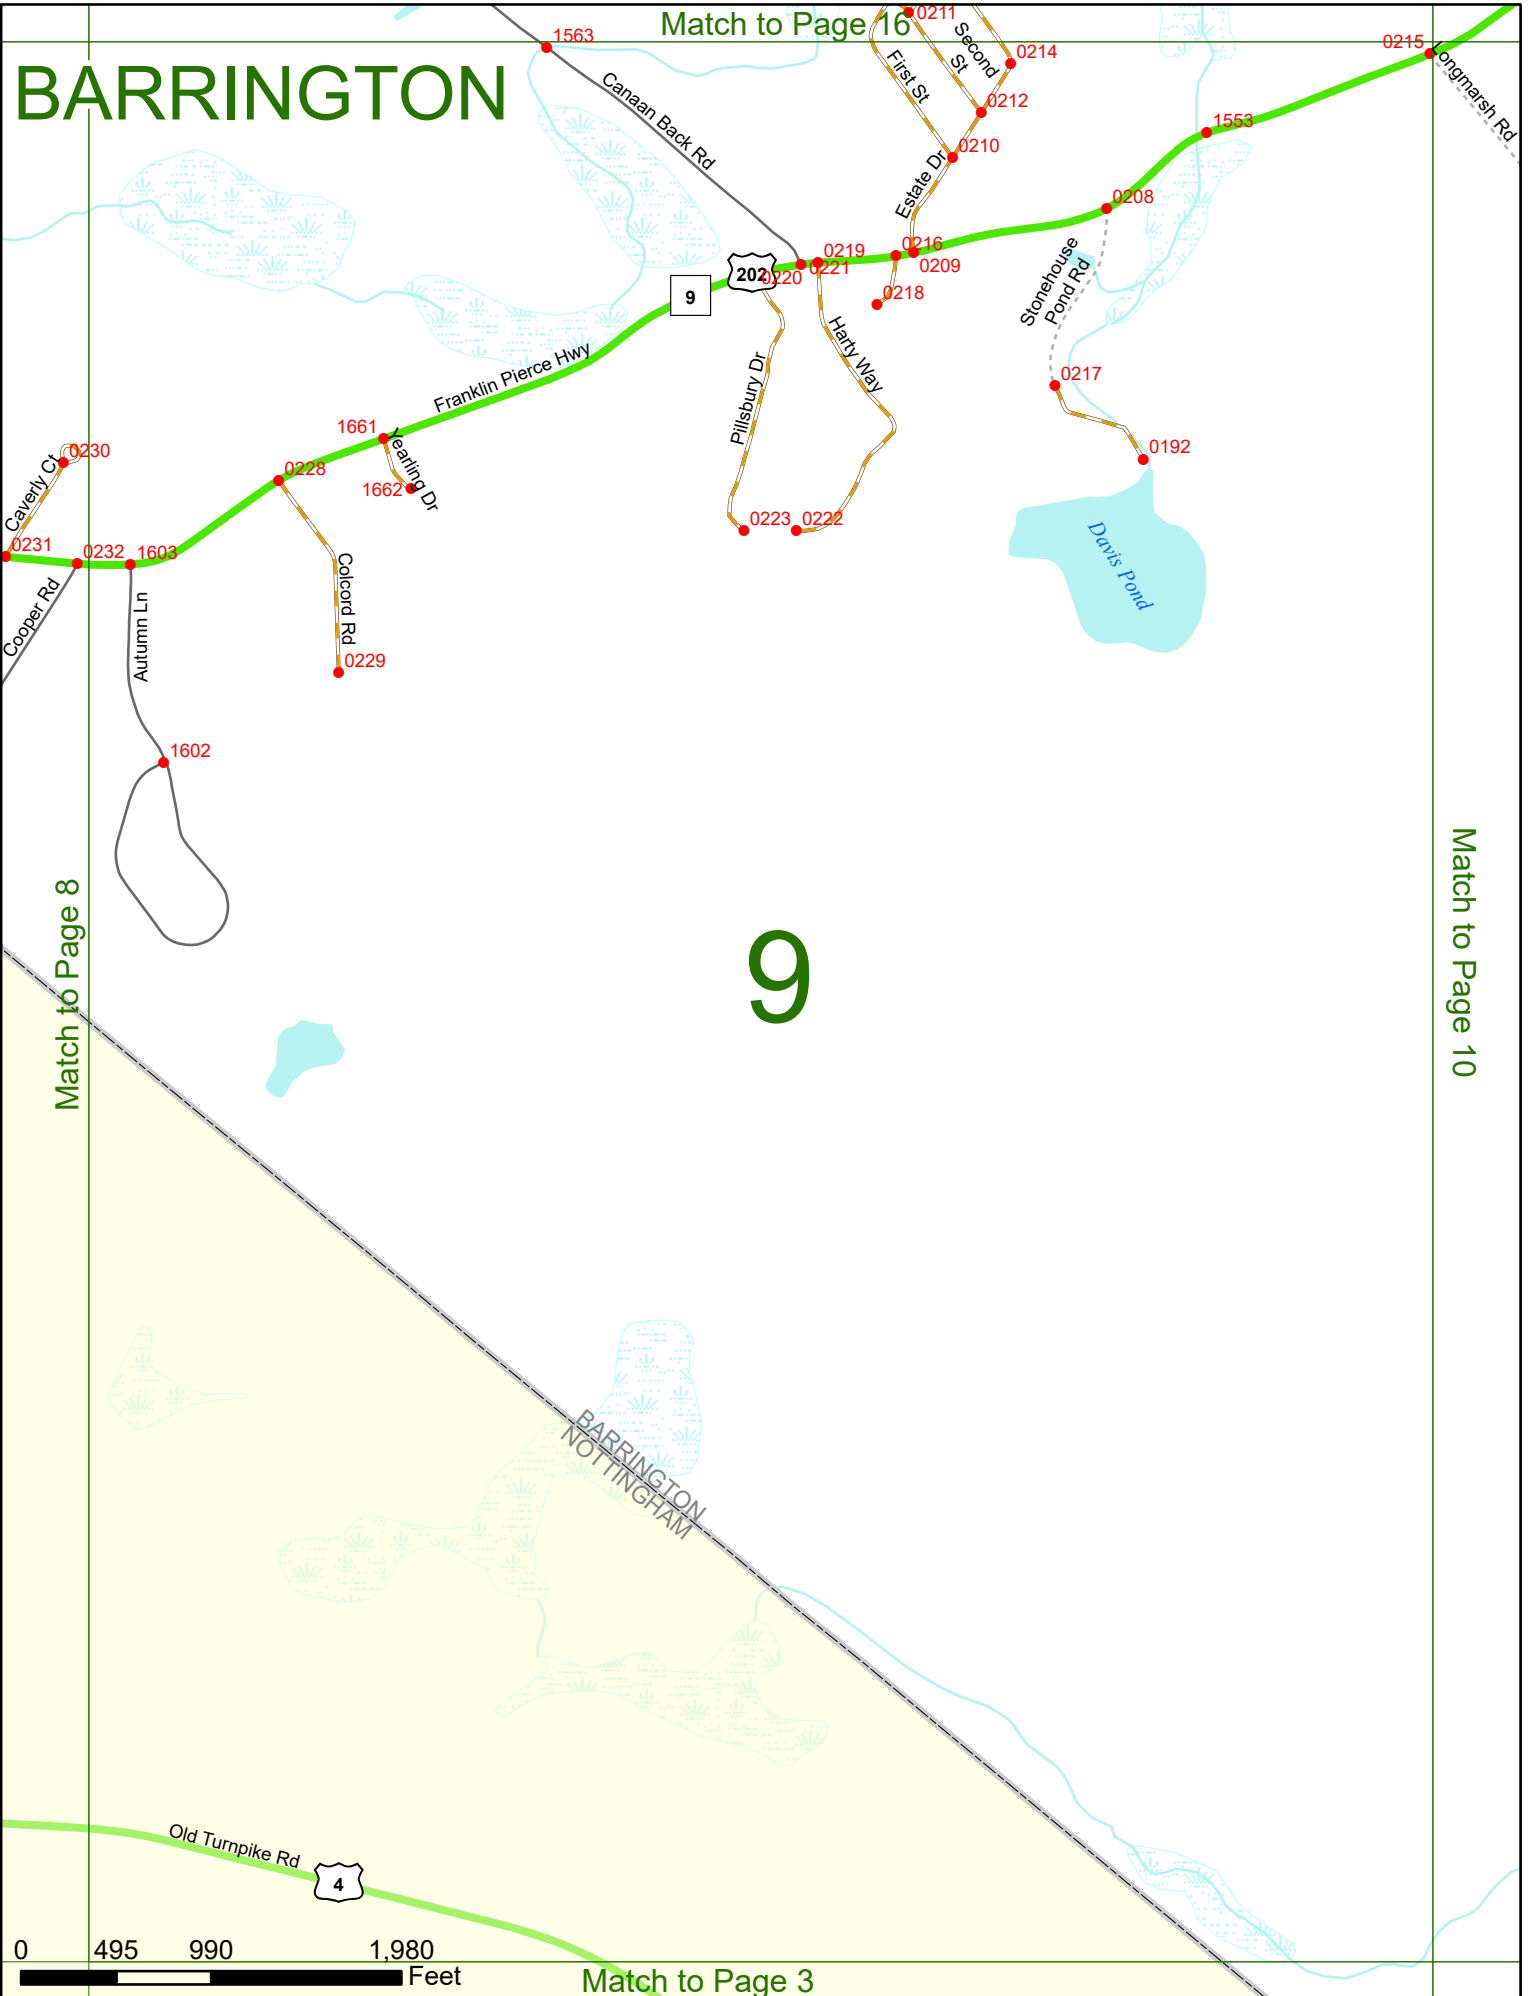 Match to Page 16
BARRINGTON
1563
0211
0214
0215
Second
St
First St
Longmarsh Rd
Canaan Back Rd
0212
1553
0210
Estate Dr
0208
0219
0216
0209
0220
0221
202
9
0218
Stonehouse
Pond Rd
Harty Way
Pillsbury Dr
Franklin Pierce Hwy
0217
1661
Yearling Dr
1662
0230
Caverly Ct
0228
0192
0223
0222
Davis Pond
0231
0232
1603
Cooper Rd
Autumn Ln
Colcord Rd
0229
1602
Match to Page 8
9
Match to Page 10
BARRINGTON
NOTTINGHAM
Old Turnpike Rd
4
0 495 990 1,980
Feet
Match to Page 3